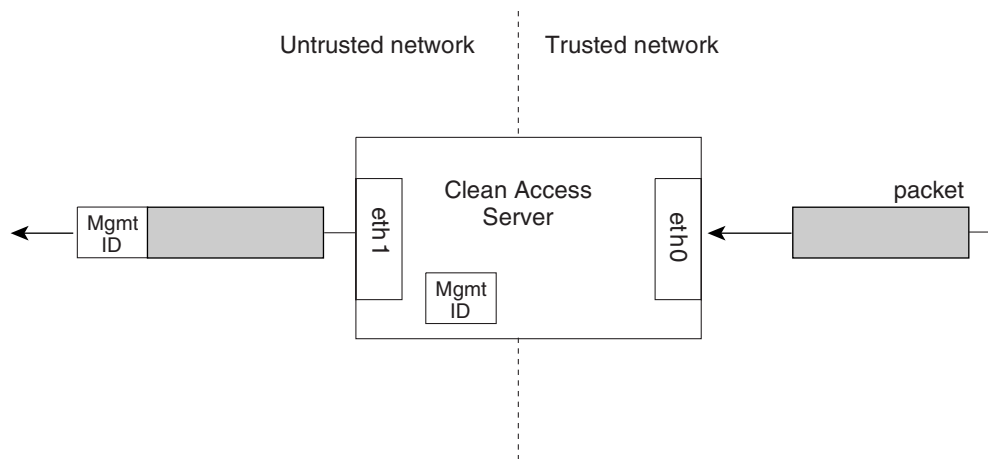 Untrusted network
Trusted network
Clean Access
Server
eth1
eth0
packet
Mgmt
ID
Mgmt
ID